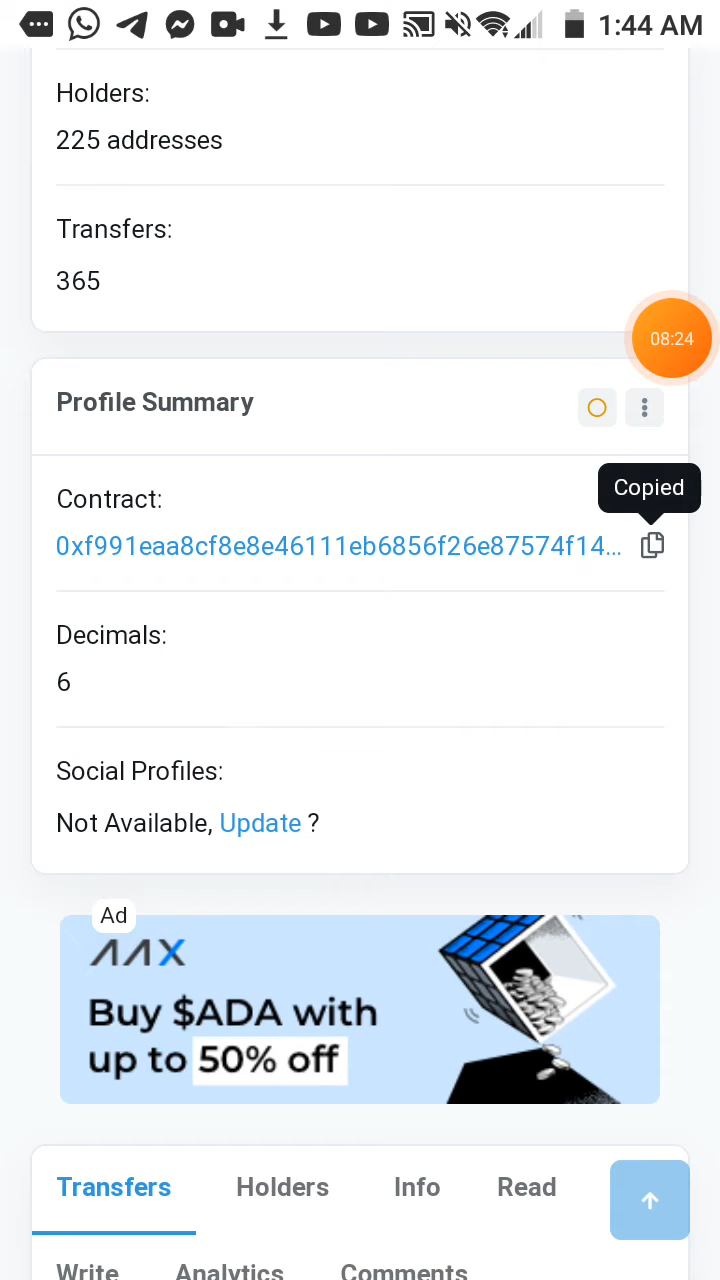 1:44 AM
Holders:
225 addresses
Transfers:
365
08:24
Profile Summary
Copied
Contract:
0xf991eaa8cf8e8e46111eb6856f26e87574f14...
Decimals:
6
Social Profiles:
Not Available, Update ?
Ad
AAX
Buy $ADA with
up to 50% off
Transfers Holders Info Read
Write Analytics Comments